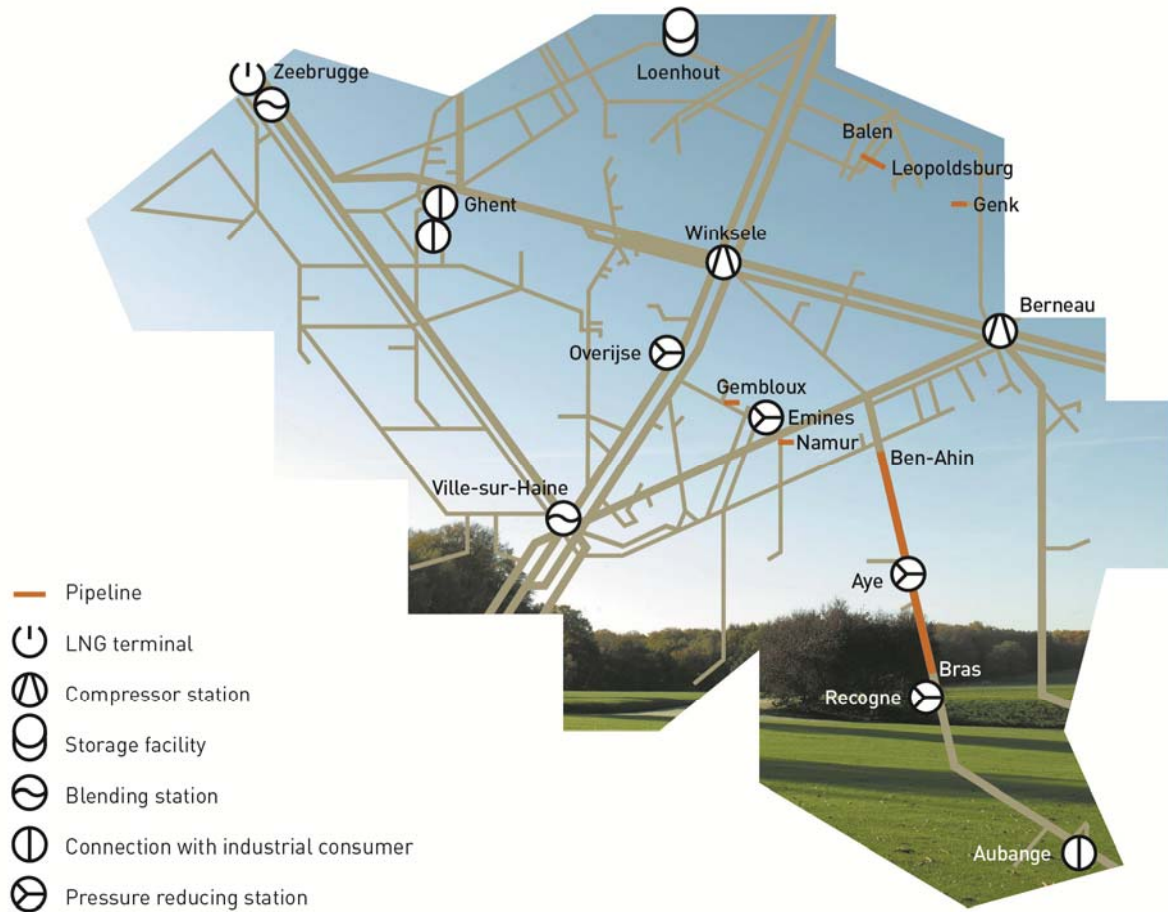 Zeebrugge
Loenhout
Balen
Leopoldsburg
Genk
Ghent
Winksele
Berneau
Overijse
Gembloux
Emines
Namur
Ben-Ahin
Ville-sur-Haine
Aye
Bras
Recogne
Aubange
Pipeline
LNG terminal
Compressor station
Storage facility
Blending station
Connection with industrial consumer
Pressure reducing station